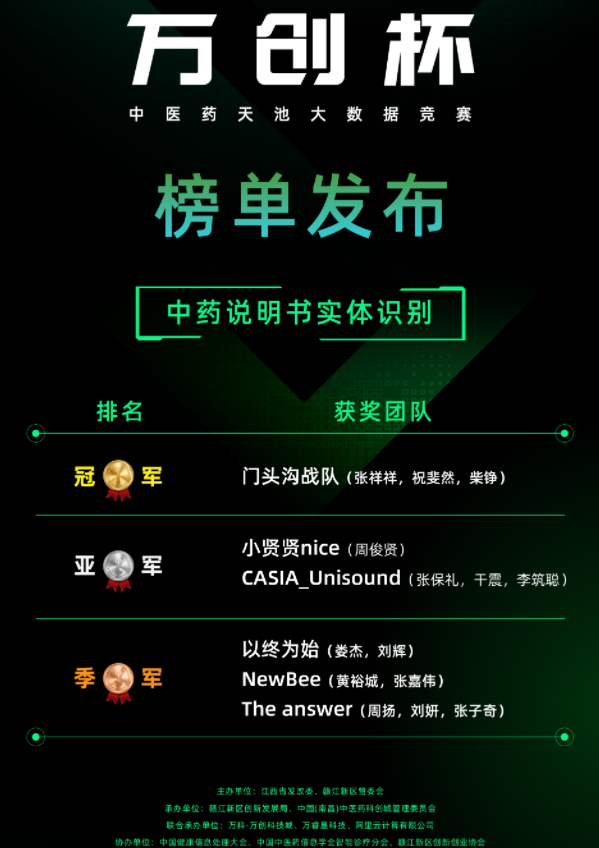 万创杯
中医药天池大数据竞赛
榜单发布
中药说明书实体识别
排名 获奖团队
冠军 门头沟战队（张祥祥，祝斐然，柴铮）
小贤贤nice（周俊贤）
亚军
CASIA_Unisound（张保礼，干震，李筑聪）
以终为始（娄杰，刘辉）
季军 NewBee（黄裕城，张嘉伟）
The answer（周扬，刘妍，张子奇）
主办单位：江西省发改委、赣江新区管委会
承办单位：赣江新区创新发展局、中国(南昌)中医药科创城管理委员会
联合承办单位：万科-万创科技城、万睿星科技、阿里云计算有限公司
协办单位：中国健康信息处理大会、中国中医药信息学会智能诊疗分会、赣江新区创新创业协会